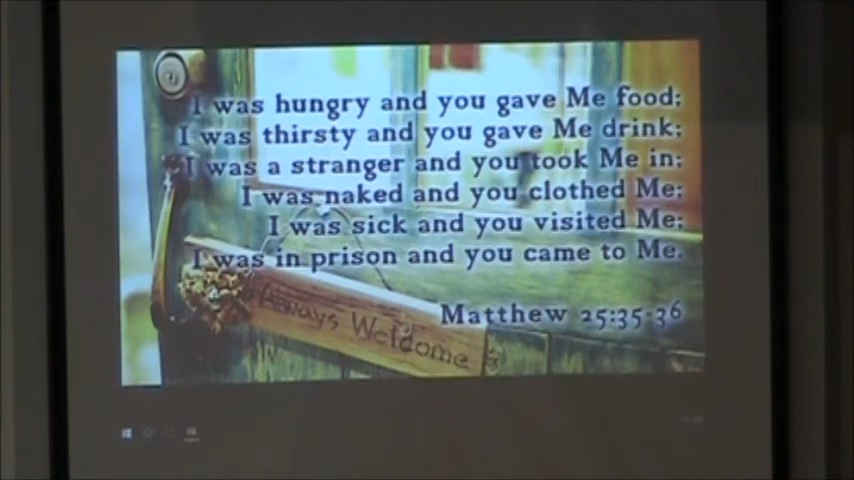 I was hungry and you gave Me food;
I was thirsty and you gave Me drink;
I was a stranger and you took Me in;
I was naked and you clothed Me;
I was sick and you visited Me;
I was in prison and you came to Me.
Matthew 25:35-36
Always Welcome